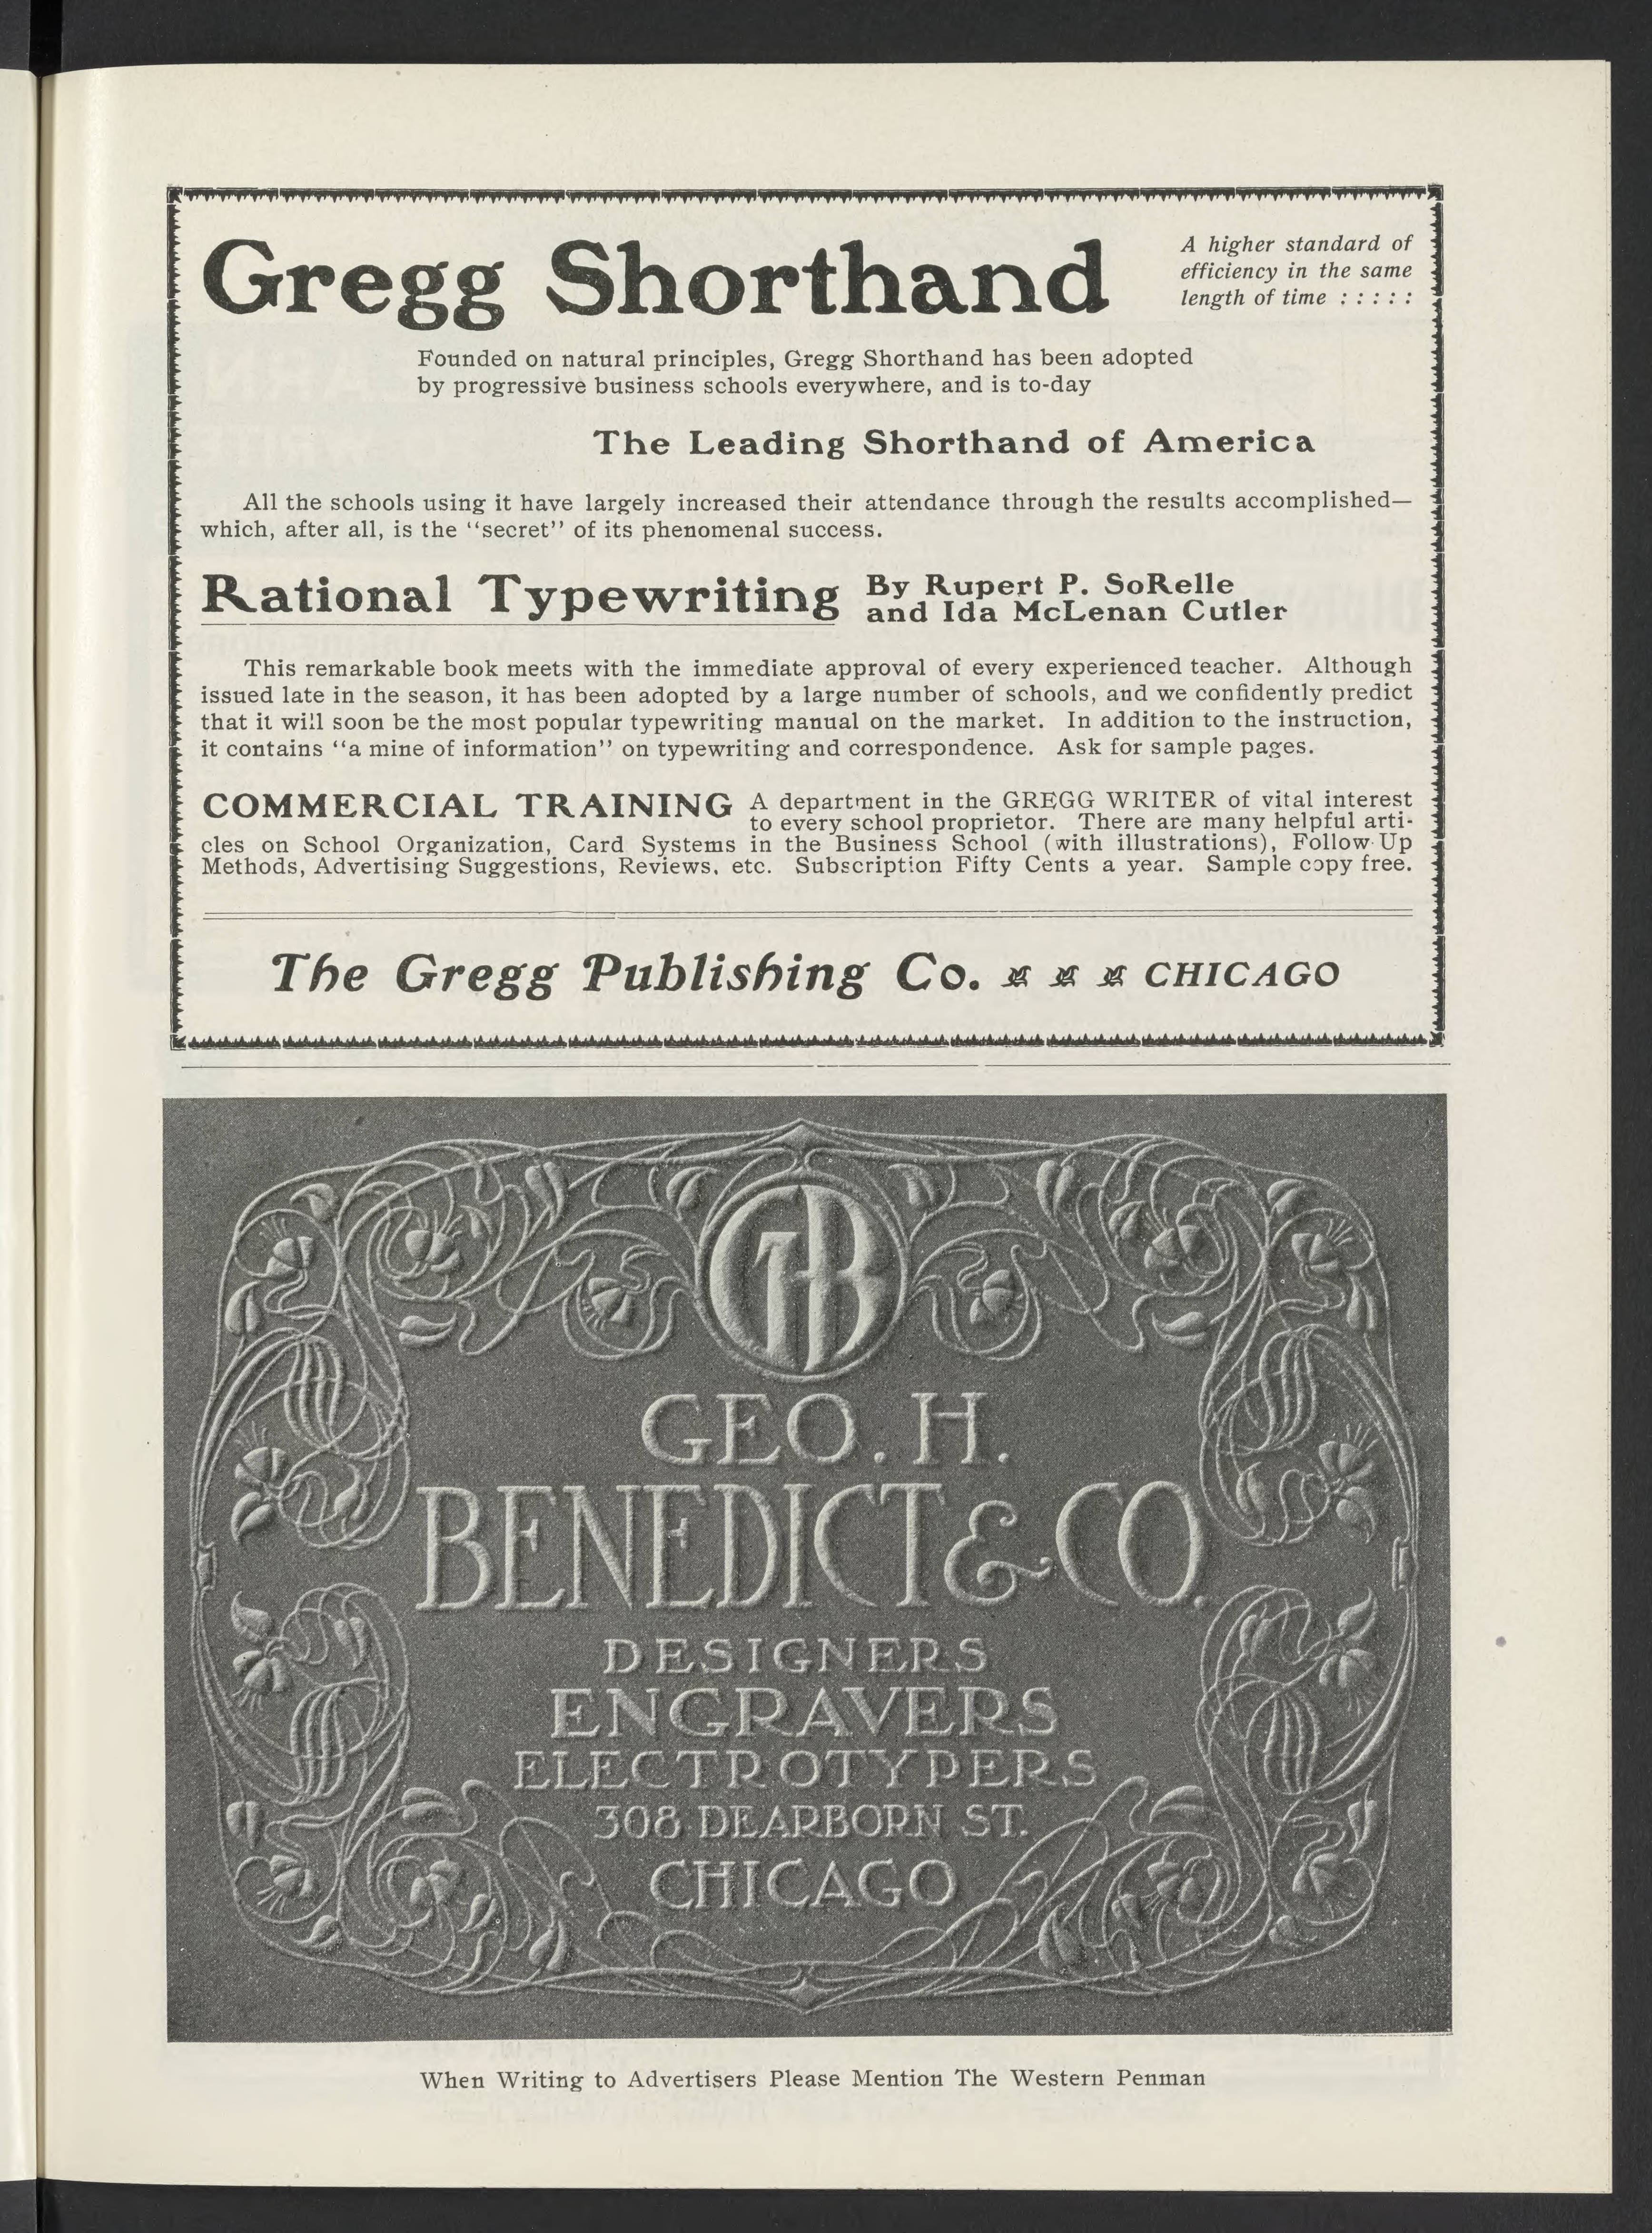 Gregg Shorthand
A higher standard of
efficiency in the same
length of time : : : : :
Founded on natural principles, Gregg Shorthand has been adopted
by progressive business schools everywhere, and is to-day
The Leading Shorthand of America
All the schools using it have largely increased their attendance through the results accomplished—
which, after all, is the "secret" of its phenomenal success.
Rational Typewriting
By Rupert P. SoRelle
and Ida McLenan Cutler
This remarkable book meets with the immediate approval of every experienced teacher. Although
issued late in the season, it has been adopted by a large number of schools, and we confidently predict
that it will soon be the most popular typewriting manual on the market. In addition to the instruction,
it contains "a mine of information" on typewriting and correspondence. Ask for sample pages.
COMMERCIAL TRAINING A department in the GREGG WRITER of vital interest
to every school proprietor. There are many helpful arti-
cles on School Organization, Card Systems in the Business School (with illustrations), Follow-Up
Methods, Advertising Suggestions, Reviews, etc. Subscription Fifty Cents a year. Sample copy free.
The Gregg Publishing Co. CHICAGO
GHB
GEO. H.
BENEDICT & CO.
DESIGNERS
ENGRAVERS
ELECTROTYPERS
308 DEARBORN ST.
CHICAGO
When Writing to Advertisers Please Mention The Western Penman